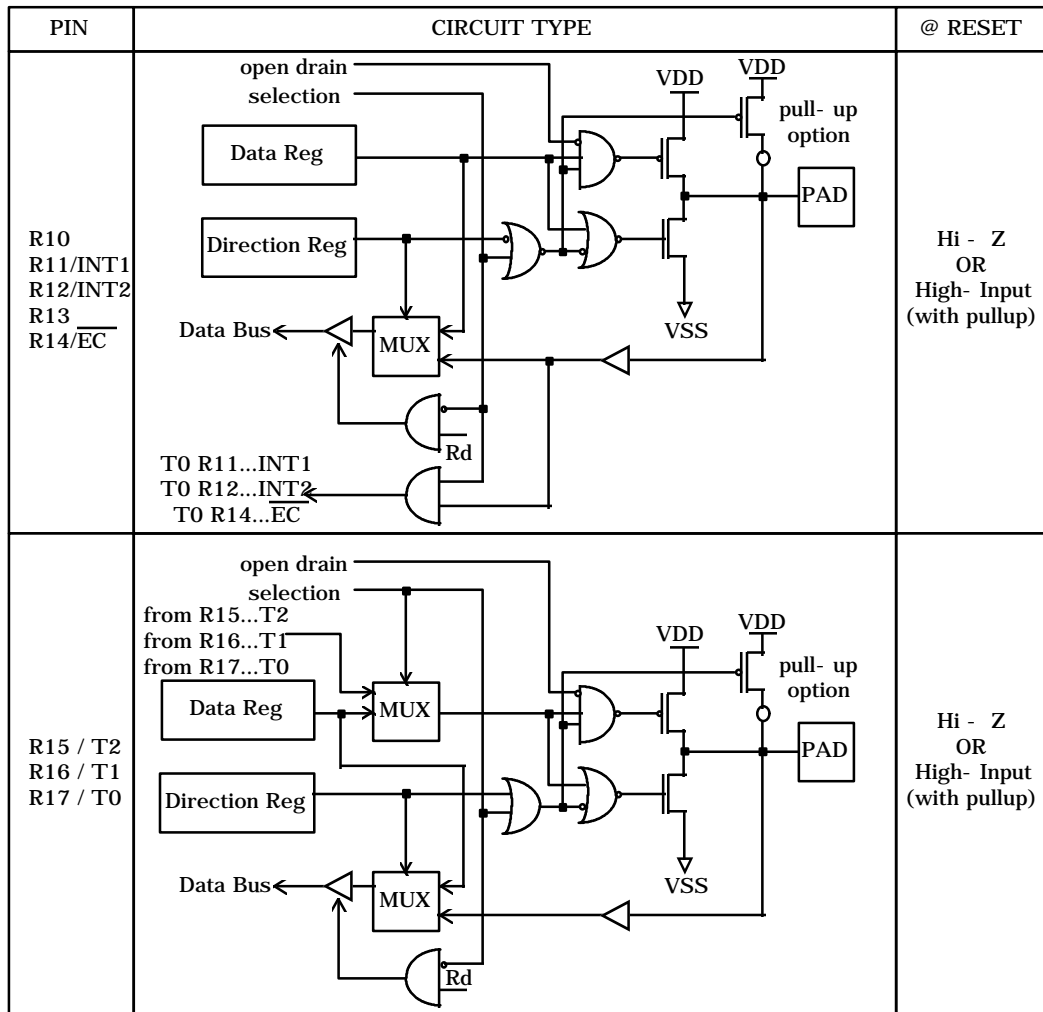 PIN
CIRCUIT TYPE
@ RESET
open drain
selection
VDD
VDD
pull- up
option
Data Reg
PAD
Direction Reg
R10
R11/INT1
R12/INT2
R13
R14/EC
Hi - Z
OR
High- Input
(with pullup)
Data Bus
MUX
VSS
Rd
T0 R11...INT1
T0 R12...INT2
T0 R14...EC
open drain
selection
from R15...T2
from R16...T1
from R17...T0
VDD
VDD
pull- up
option
Data Reg
MUX
PAD
R15 / T2
R16 / T1
R17 / T0
Direction Reg
Hi - Z
OR
High- Input
(with pullup)
Data Bus
MUX
VSS
Rd